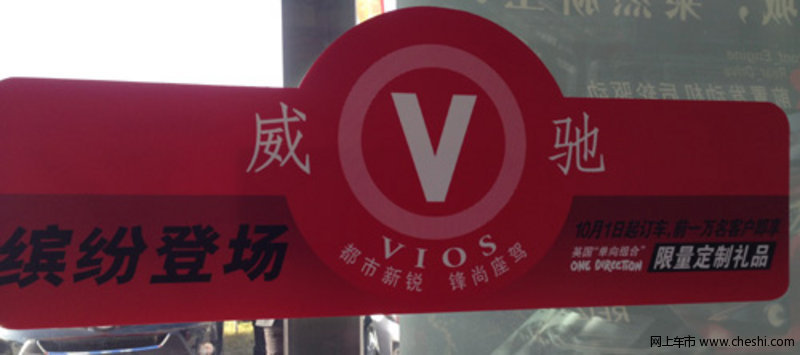 威 V 驰
VIOS
都市新锐 锋尚座驾
缤纷登场
10月1日起订车,前一万名客户即享
英国"单向组合"
ONE DIRECTION
限量定制礼品
网上车市 www.cheshi.com